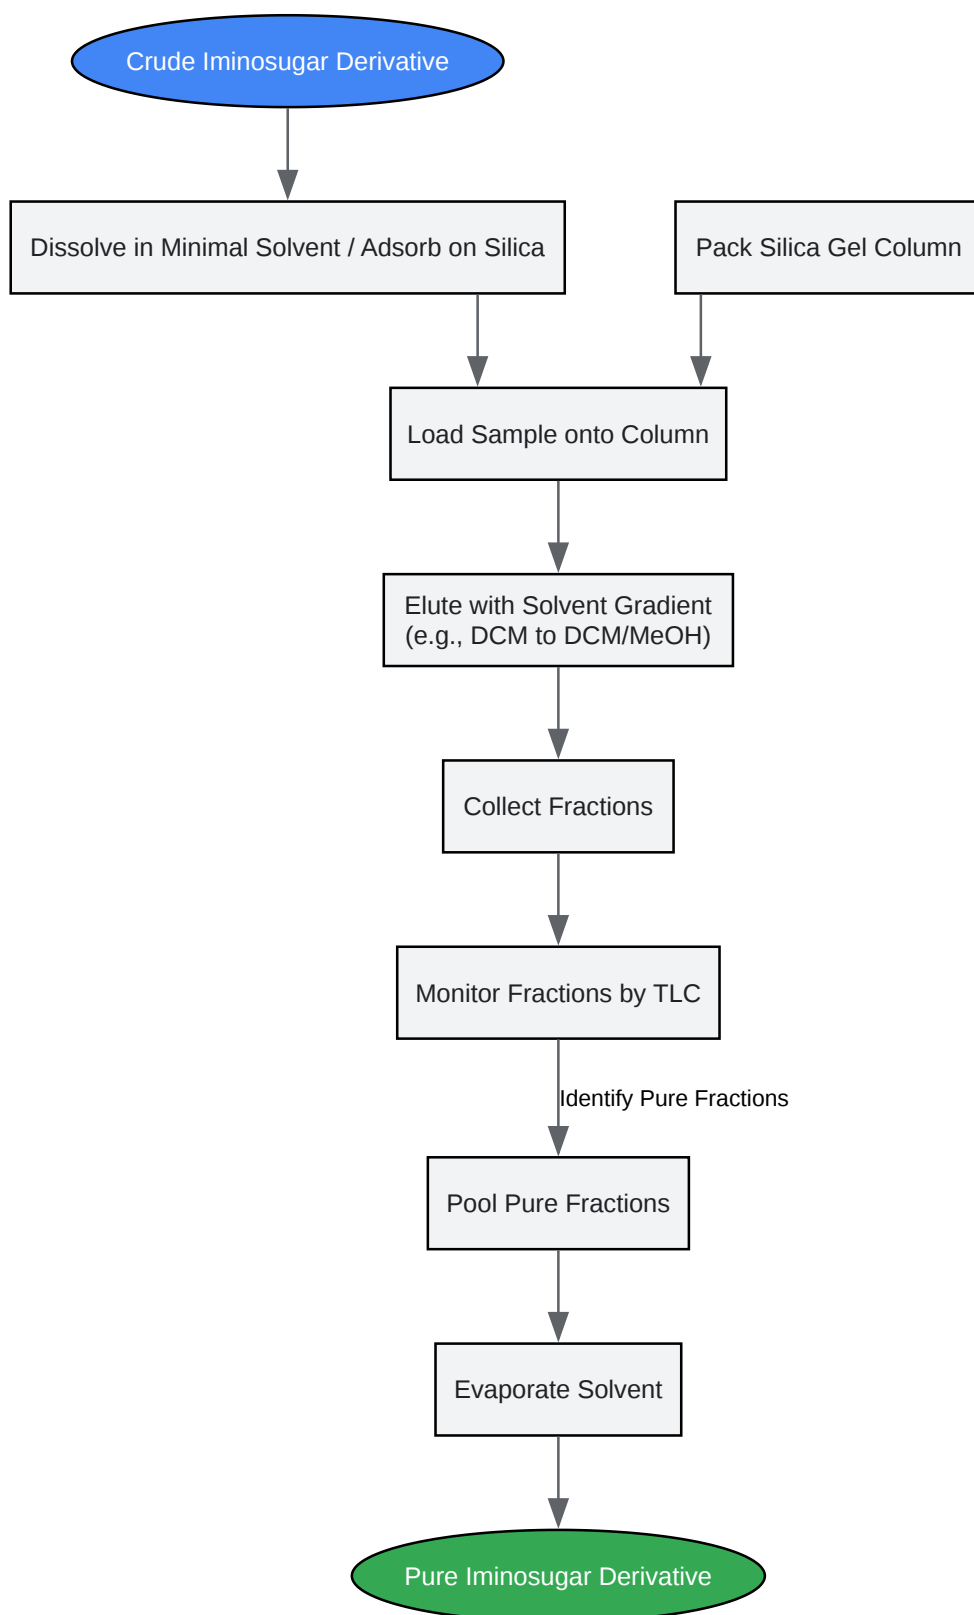 Crude Iminosugar Derivative
Dissolve in Minimal Solvent / Adsorb on Silica
Pack Silica Gel Column
Load Sample onto Column
Elute with Solvent Gradient
(e.g., DCM to DCM/MeOH)
Collect Fractions
Monitor Fractions by TLC
Identify Pure Fractions
Pool Pure Fractions
Evaporate Solvent
Pure Iminosugar Derivative